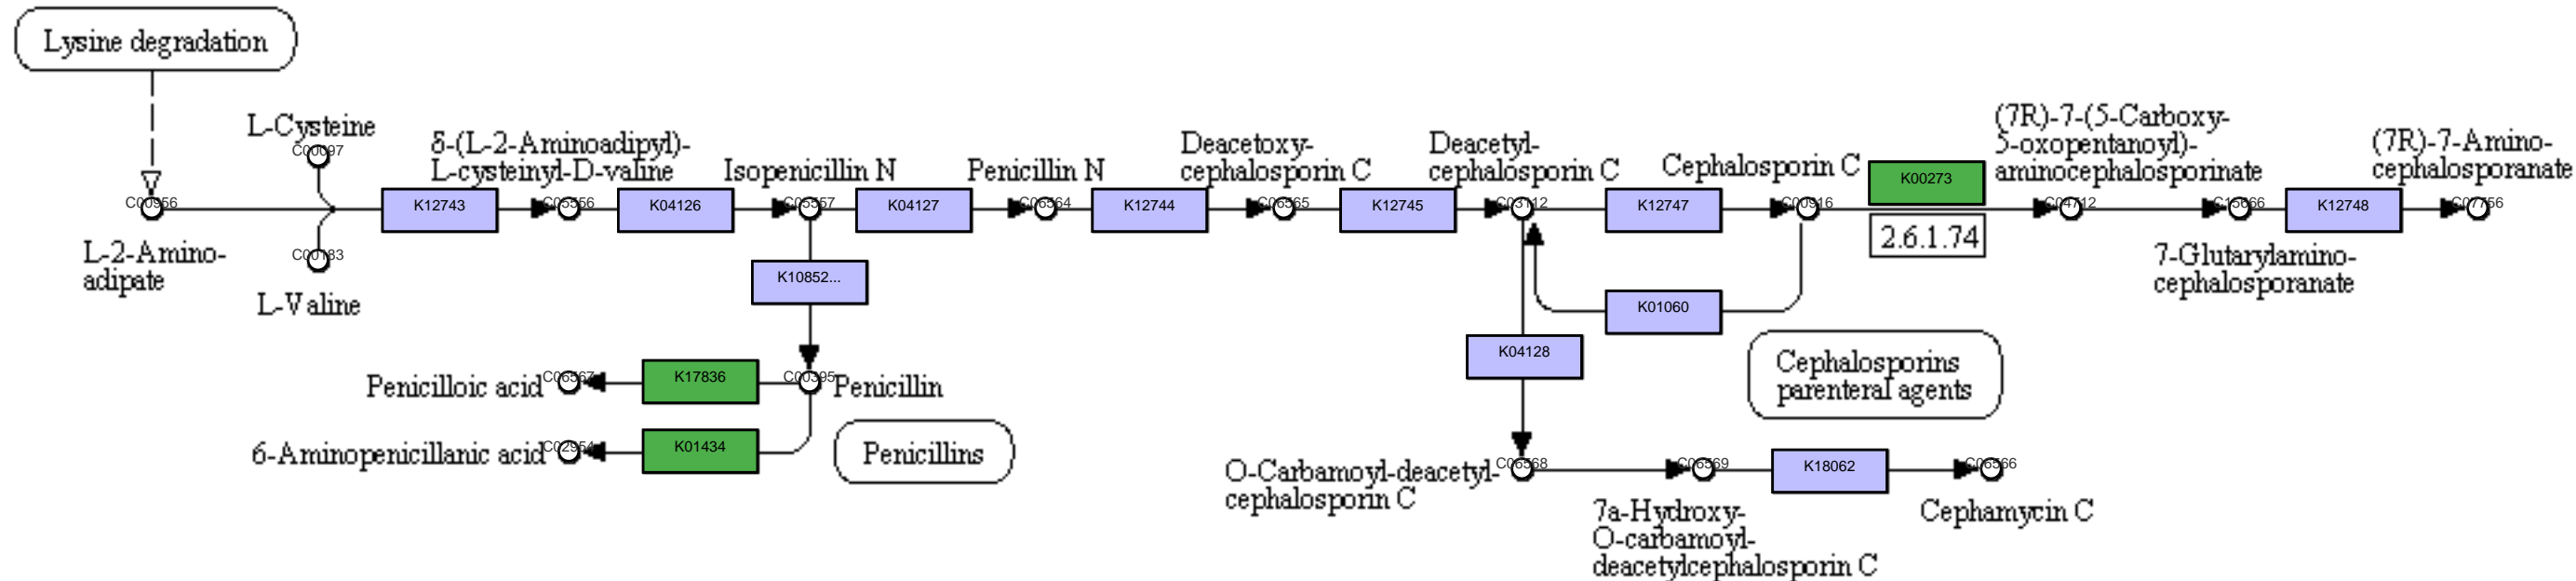 Lysine degradation
L-Cysteine
C00097
C00956
L-2-Amino-
adipate
C00183
L-Valine
K12743
δ-(L-2-Aminoadipyl)-
L-cysteinyl-D-valine
C05556
K04126
Isopenicillin N
C05557
K04127
Penicillin N
C06564
K12744
Deacetoxy-
cephalosporin C
C06565
K12745
Deacetyl-
cephalosporin C
C03112
K12747
Cephalosporin C
C00916
K00273
2.6.1.74
(7R)-7-(5-Carboxy-
5-oxopentanoyl)-
aminocephalosporinate
C04712
C15666
7-Glutarylamino-
cephalosporanate
K12748
(7R)-7-Amino-
cephalosporanate
C07756
K10852...
K01060
K04128
Penicilloic acid
C06567
K17836
C00395
Penicillin
6-Aminopenicillanic acid
C02954
K01434
Penicillins
Cephalosporins
parenteral agents
O-Carbamoyl-deacetyl-
cephalosporin C
C06568
C06569
7a-Hydroxy-
O-carbamoyl-
deacetylcephalosporin C
K18062
C06566
Cephamycin C